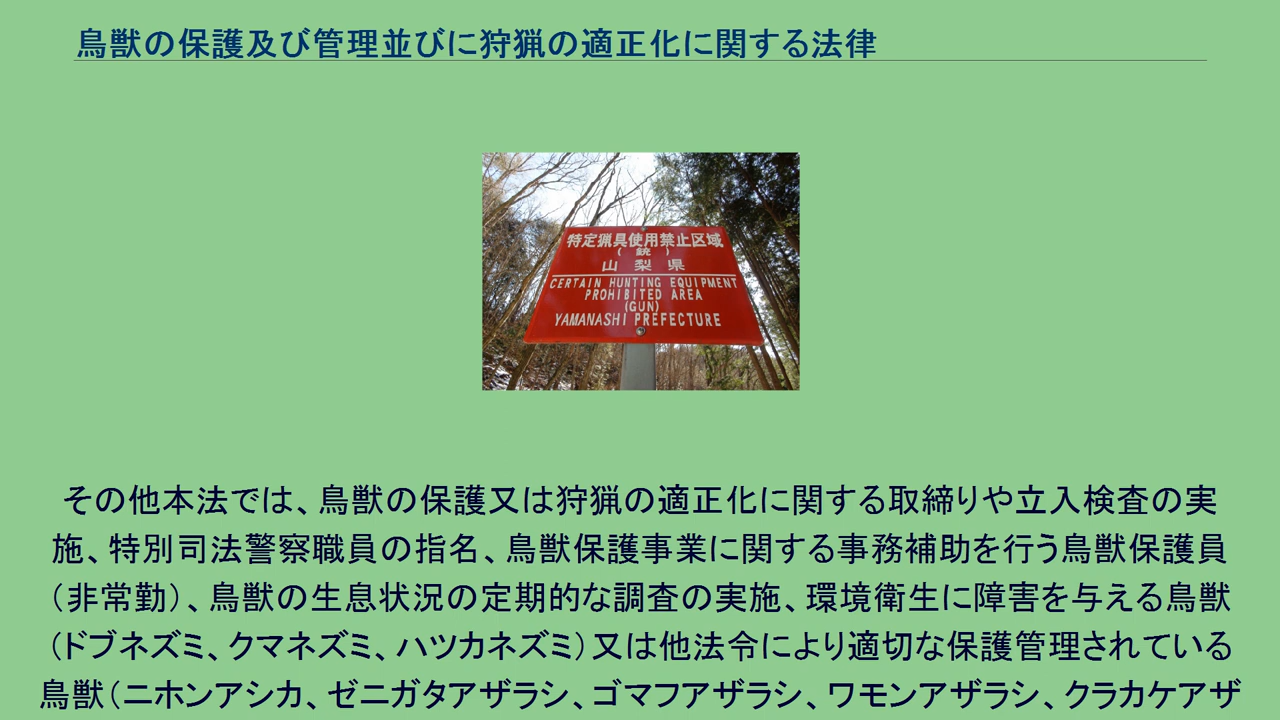 鳥獣の保護及び管理並びに狩猟の適正化に関する法律
特定猟具使用禁止区域
(銃)
山梨県
CERTAIN HUNTING EQUIPMENT
PROHIBITED AREA
(GUN)
YAMANASHI PREFECTURE
その他本法では、鳥獣の保護又は狩猟の適正化に関する取締りや立入検査の実
施、特別司法警察職員の指名、鳥獣保護事業に関する事務補助を行う鳥獣保護員
（非常勤）、鳥獣の生息状況の定期的な調査の実施、環境衛生に障害を与える鳥獣
（ドブネズミ、クマネズミ、ハツカネズミ）又は他法令により適切な保護管理されている
鳥獣（ニホンアシカ、ゼニガタアザラシ、ゴマフアザラシ、ワモンアザラシ、クラカケアザ